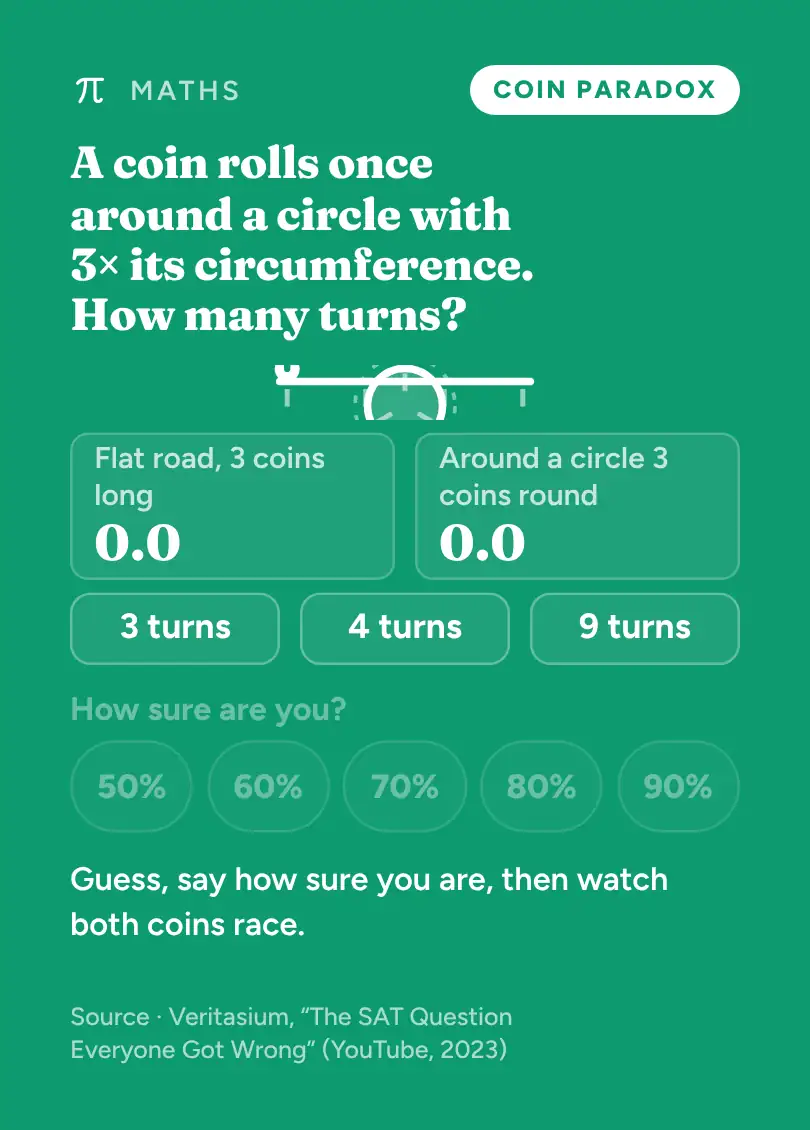 π MATHS
COIN PARADOX
A coin rolls once
around a circle with
3× its circumference.
How many turns?
Flat road, 3 coins
long
0.0
Around a circle 3
coins round
0.0
3 turns
4 turns
9 turns
How sure are you?
50%
60%
70%
80%
90%
Guess, say how sure you are, then watch
both coins race.
Source · Veritasium, “The SAT Question
Everyone Got Wrong” (YouTube, 2023)